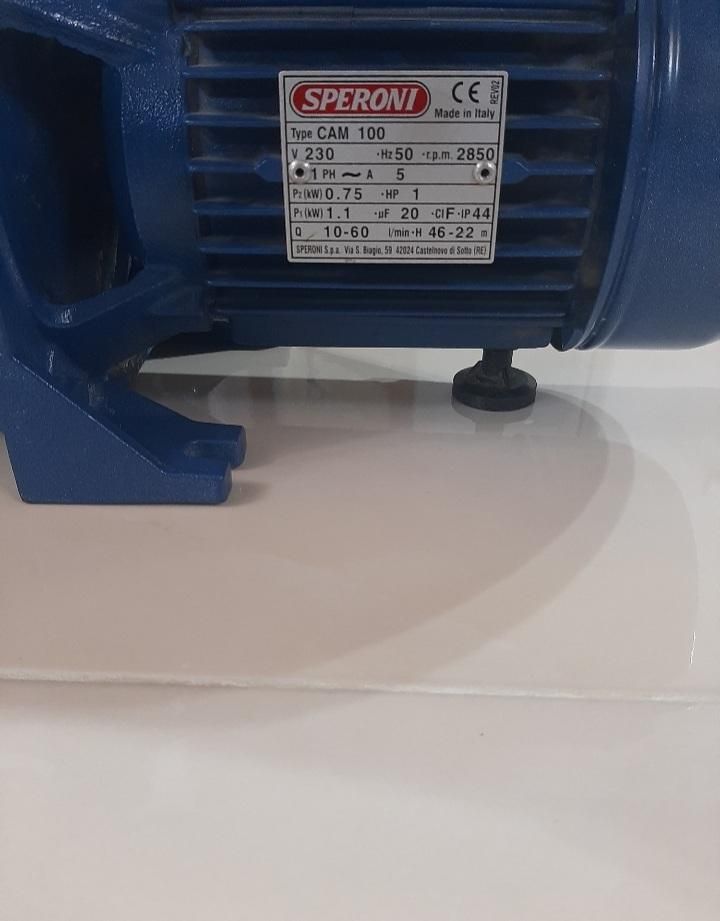 SPERONI CE
REV02
Made in Italy
Type CAM 100
V 230 ·Hz 50 ·r.p.m. 2850
1 PH ~ A 5
P2 (kW) 0.75 ·HP 1
P1 (kW) 1.1 ·µF 20 ·Cl F·IP 44
Q 10-60 l/min·H 46-22 m
SPERONI S.p.a. Via S. Biagio, 59 42024 Castelnovo di Sotto (RE)